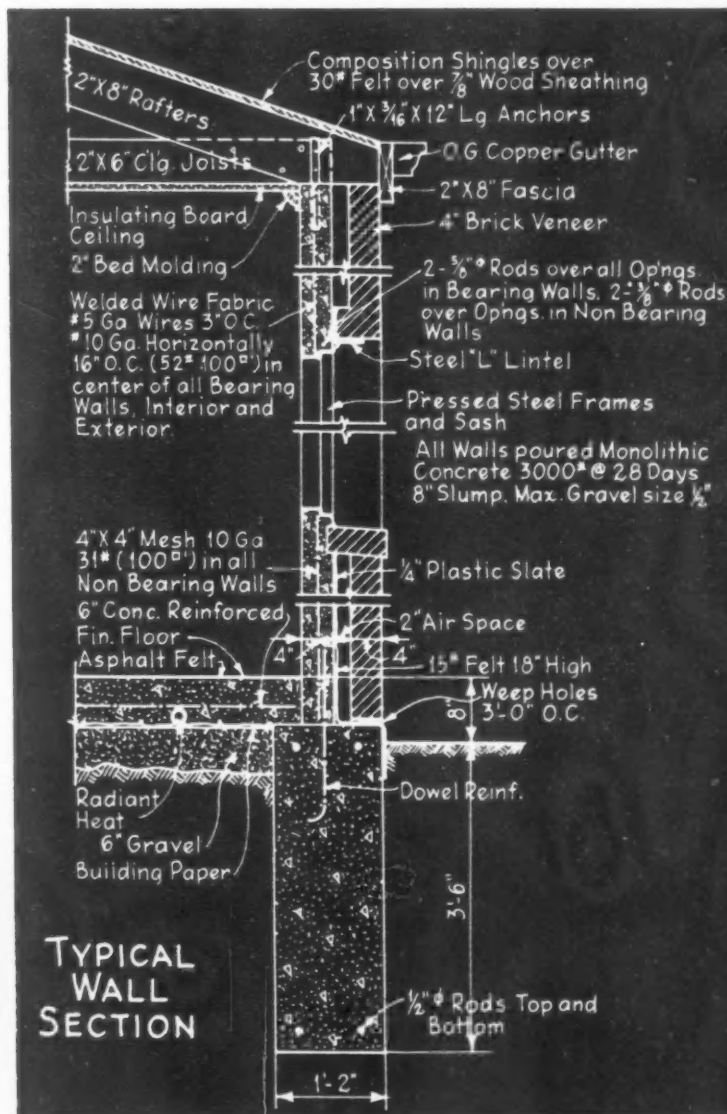 Composition Shingles over
30# Felt over 7/8" Wood Sheathing
2"X8" Rafters
1"X 3/16"X 12" Lg. Anchors
2"X6" Cl'g. Joists
O.G. Copper Gutter
2"X8" Fascia
Insulating Board
Ceiling
4" Brick Veneer
2" Bed Molding
2-5/8"ϕ Rods over all Op'ngs.
in Bearing Walls. 2-3/8"ϕ Rods
over Op'ngs. in Non Bearing
Walls
Welded Wire Fabric
#5 Ga Wires 3" O.C.
#10 Ga. Horizontally
16" O.C. (52# 100□') in
center of all Bearing
Walls, Interior and
Exterior
Steel "L" Lintel
Pressed Steel Frames
and Sash
All Walls poured Monolithic
Concrete 3000# @ 28 Days
8" Slump. Max. Gravel size 1/2"
4"X 4" Mesh 10 Ga
31# (100□') in all
Non Bearing Walls
1/4" Plastic Slate
6" Conc. Reinforced
2" Air Space
Fin. Floor
4"
4"
Asphalt Felt
15# Felt 18" High
Weep Holes
3'-0" O.C.
8"
Radiant
Heat
Dowel Reinf.
6" Gravel
Building Paper
3'-6"
TYPICAL
WALL
SECTION
1/2"ϕ Rods Top and
Bottom
1'-2"